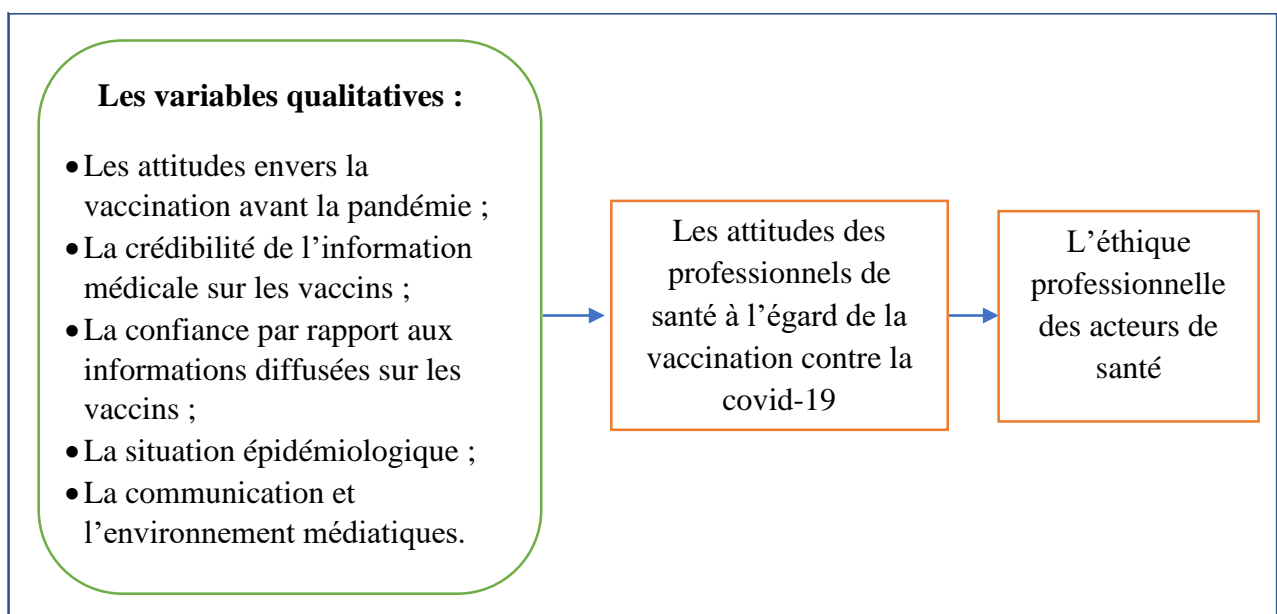 Les variables qualitatives :
• Les attitudes envers la
vaccination avant la pandémie ;
• La crédibilité de l’information
médicale sur les vaccins ;
• La confiance par rapport aux
informations diffusées sur les
vaccins ;
• La situation épidémiologique ;
• La communication et
l’environnement médiatiques.
Les attitudes des
professionnels de
santé à l’égard de la
vaccination contre la
covid-19
L’éthique
professionnelle
des acteurs de
santé